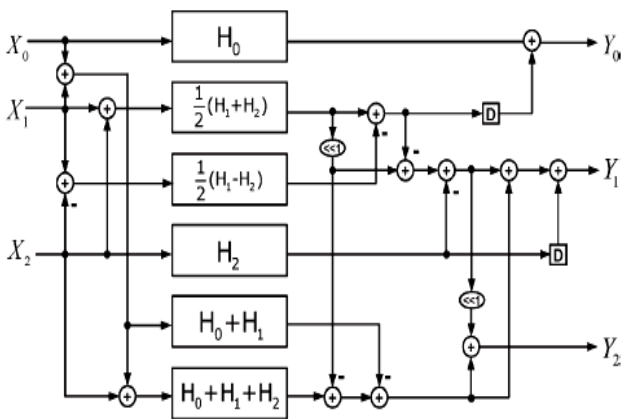 X₀
H₀
+
Y₀
+
X₁
+
½(H₁+H₂)
+
-
D
-
<<1
+
+
+
+
Y₁
+
-
½(H₁-H₂)
-
X₂
H₂
D
<<1
H₀+H₁
+
Y₂
-
-
+
H₀+H₁+H₂
+
+